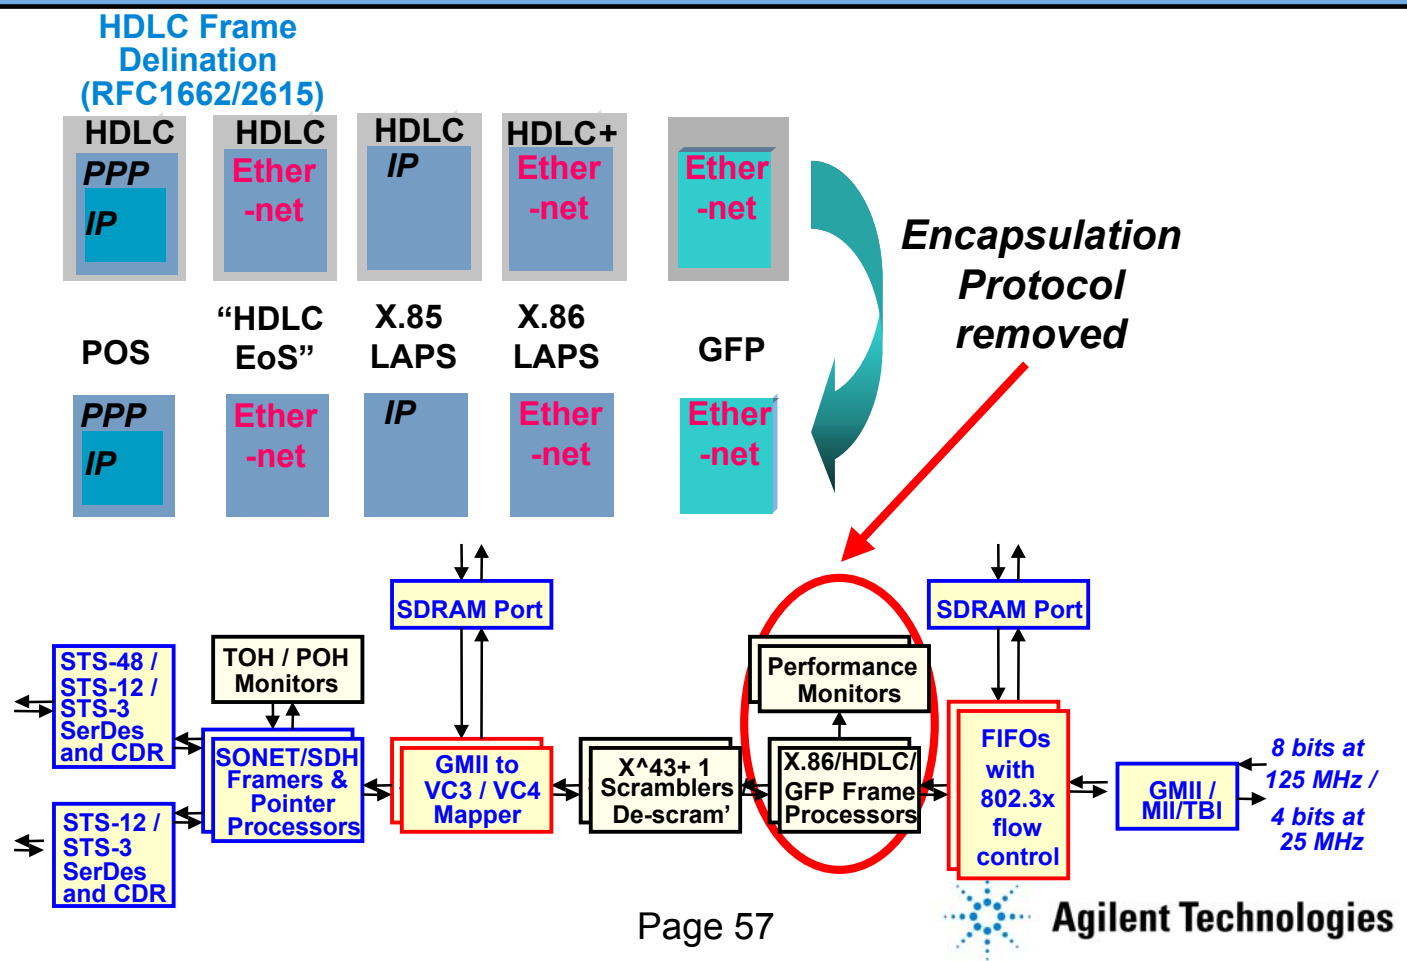 HDLC Frame
Delination
(RFC1662/2615)
HDLC
PPP
IP
HDLC
Ether
-net
HDLC
IP
HDLC+
Ether
-net
Ether
-net
Encapsulation
Protocol
removed
POS
“HDLC
EoS”
X.85
LAPS
X.86
LAPS
GFP
PPP
IP
Ether
-net
IP
Ether
-net
Ether
-net
SDRAM Port
SDRAM Port
STS-48 /
STS-12 /
STS-3
SerDes
and CDR
TOH / POH
Monitors
Performance
Monitors
SONET/SDH
Framers &
Pointer
Processors
GMII to
VC3 / VC4
Mapper
X^43+ 1
Scramblers
De-scram’
X.86/HDLC/
GFP Frame
Processors
FIFOs
with
802.3x
flow
control
GMII /
MII/TBI
8 bits at
125 MHz /
4 bits at
25 MHz
STS-12 /
STS-3
SerDes
and CDR
Page 57
Agilent Technologies